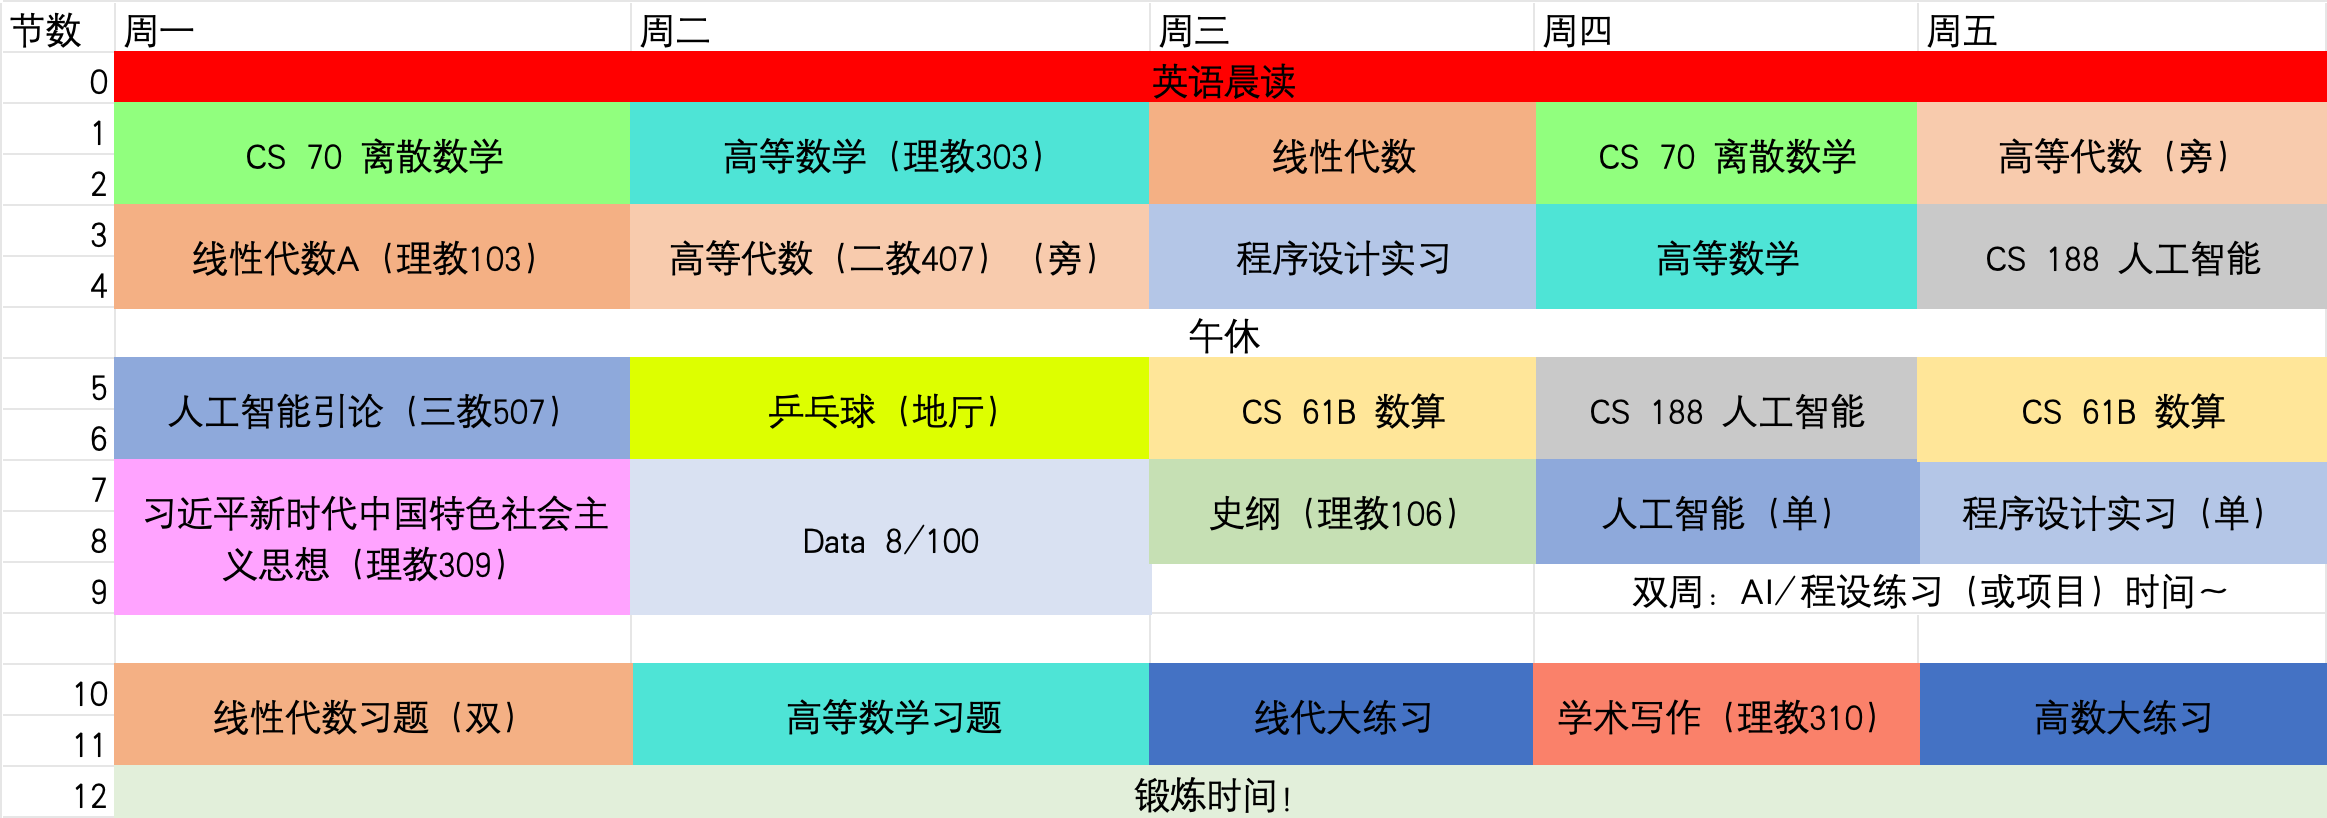 节数 周一 周二 周三 周四 周五
0 英语晨读
1
CS 70 离散数学 高等数学（理教303） 线性代数 CS 70 离散数学 高等代数（旁）
2
3
线性代数A（理教103） 高等代数（二教407）（旁） 程序设计实习 高等数学 CS 188 人工智能
4
午休
5
人工智能引论（三教507） 乒乓球（地厅） CS 61B 数算 CS 188 人工智能 CS 61B 数算
6
7
习近平新时代中国特色社会主 史纲（理教106） 人工智能（单） 程序设计实习（单）
8 Data 8/100
义思想（理教309）
9 双周：AI/程设练习（或项目）时间~
10
线性代数习题（双） 高等数学习题 线代大练习 学术写作（理教310） 高数大练习
11
12 锻炼时间！